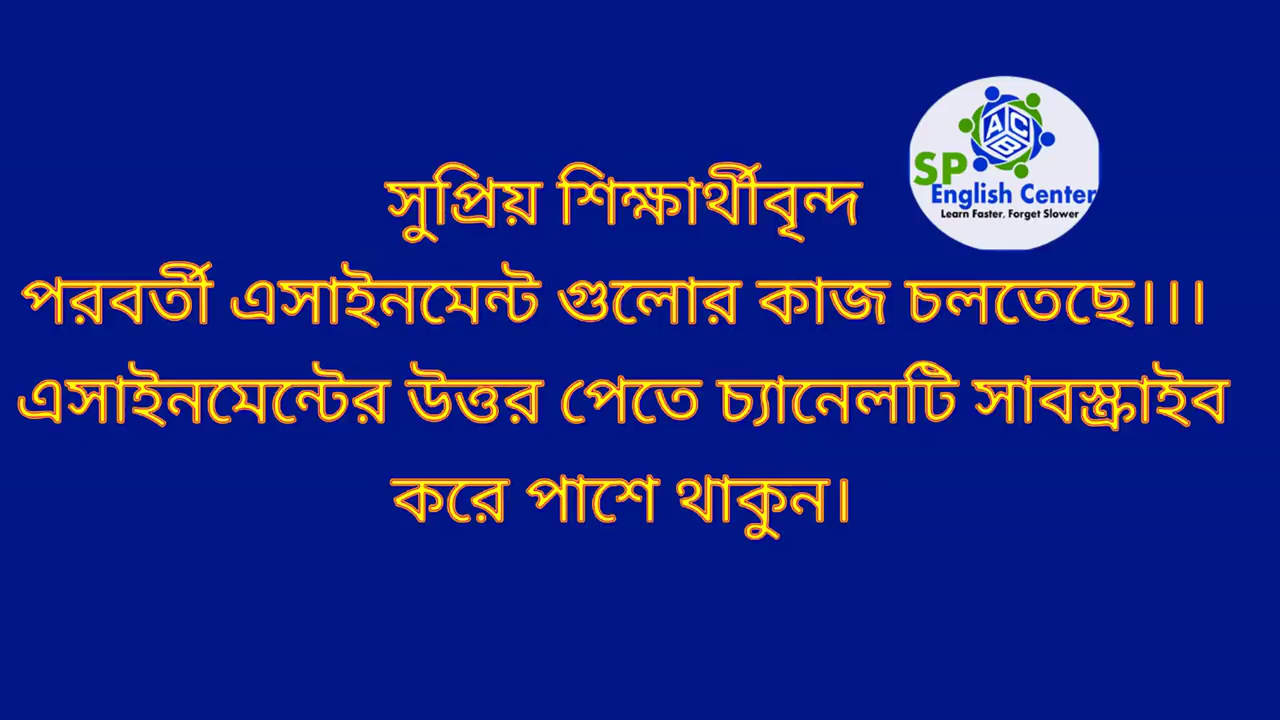 SP
English Center
Learn Faster, Forget Slower
A C
B
সুপ্রিয় শিক্ষার্থীবৃন্দ
পরবর্তী এসাইনমেন্ট গুলোর কাজ চলতেছে।।।
এসাইনমেন্টের উত্তর পেতে চ্যানেলটি সাবস্ক্রাইব
করে পাশে থাকুন।